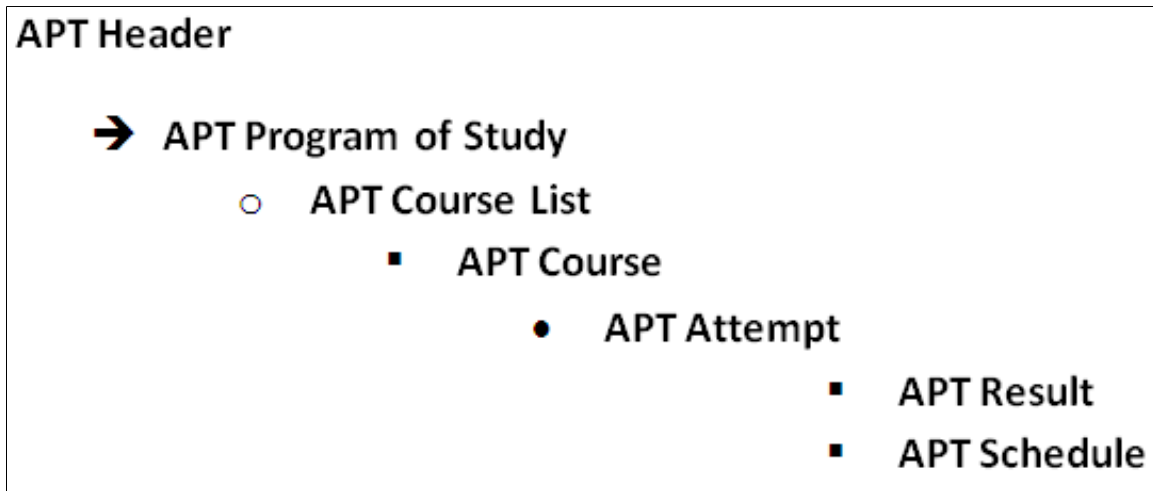 APT Header
➔ APT Program of Study
○ APT Course List
▪ APT Course
• APT Attempt
▪ APT Result
▪ APT Schedule